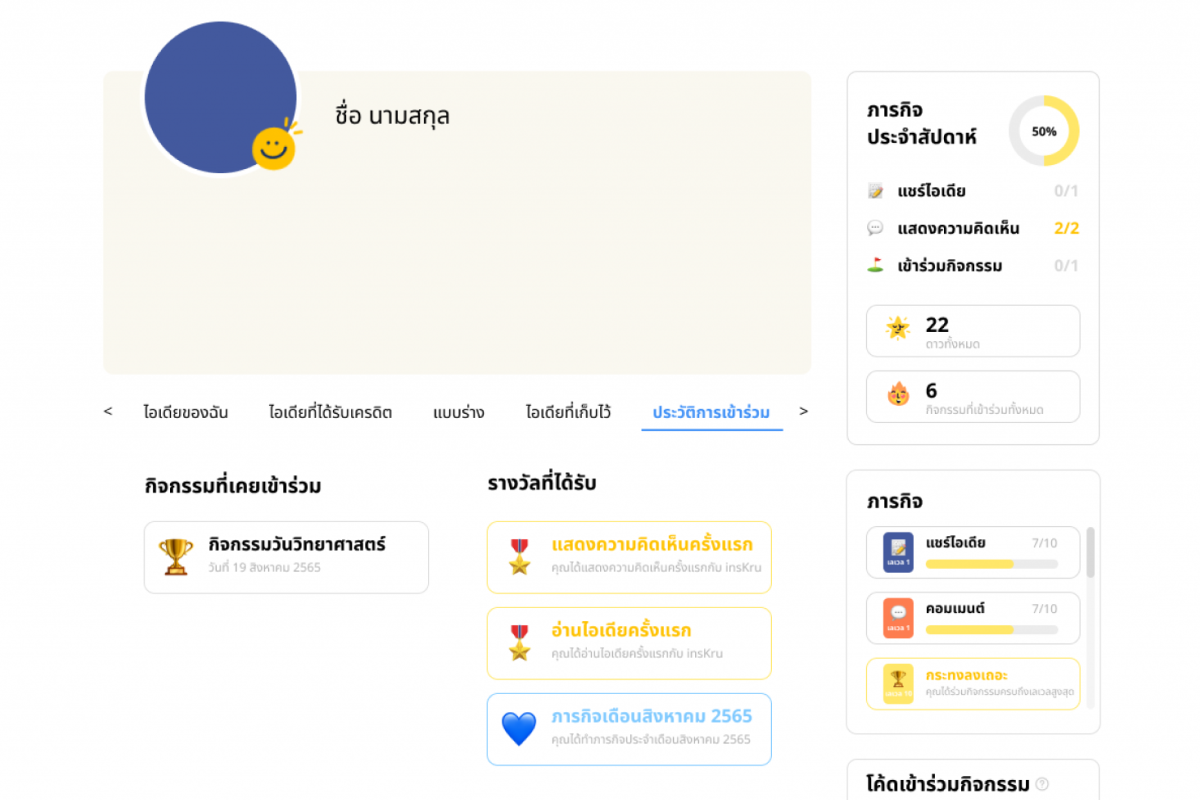 ชื่อ นามสกุล
< ไอเดียของฉัน ไอเดียที่ได้รับเครดิต แบบร่าง ไอเดียที่เก็บไว้ ประวัติการเข้าร่วม >
กิจกรรมที่เคยเข้าร่วม
กิจกรรมวันวิทยาศาสตร์
วันที่ 19 สิงหาคม 2565
รางวัลที่ได้รับ
แสดงความคิดเห็นครั้งแรก
คุณได้แสดงความคิดเห็นครั้งแรกกับ insKru
อ่านไอเดียครั้งแรก
คุณได้อ่านไอเดียครั้งแรกกับ insKru
ภารกิจเดือนสิงหาคม 2565
คุณได้ทำภารกิจประจำเดือนสิงหาคม 2565
ภารกิจ
ประจำสัปดาห์
50%
แชร์ไอเดีย 0/1
แสดงความคิดเห็น 2/2
เข้าร่วมกิจกรรม 0/1
22
ดาวทั้งหมด
6
กิจกรรมที่เข้าร่วมทั้งหมด
ภารกิจ
แชร์ไอเดีย 7/10
เลเวล 1
คอมเมนต์ 7/10
เลเวล 1
กระทงลงเถอะ
คุณได้ร่วมกิจกรรมครบถึงเลเวลสูงสุด
โค้ดเข้าร่วมกิจกรรม